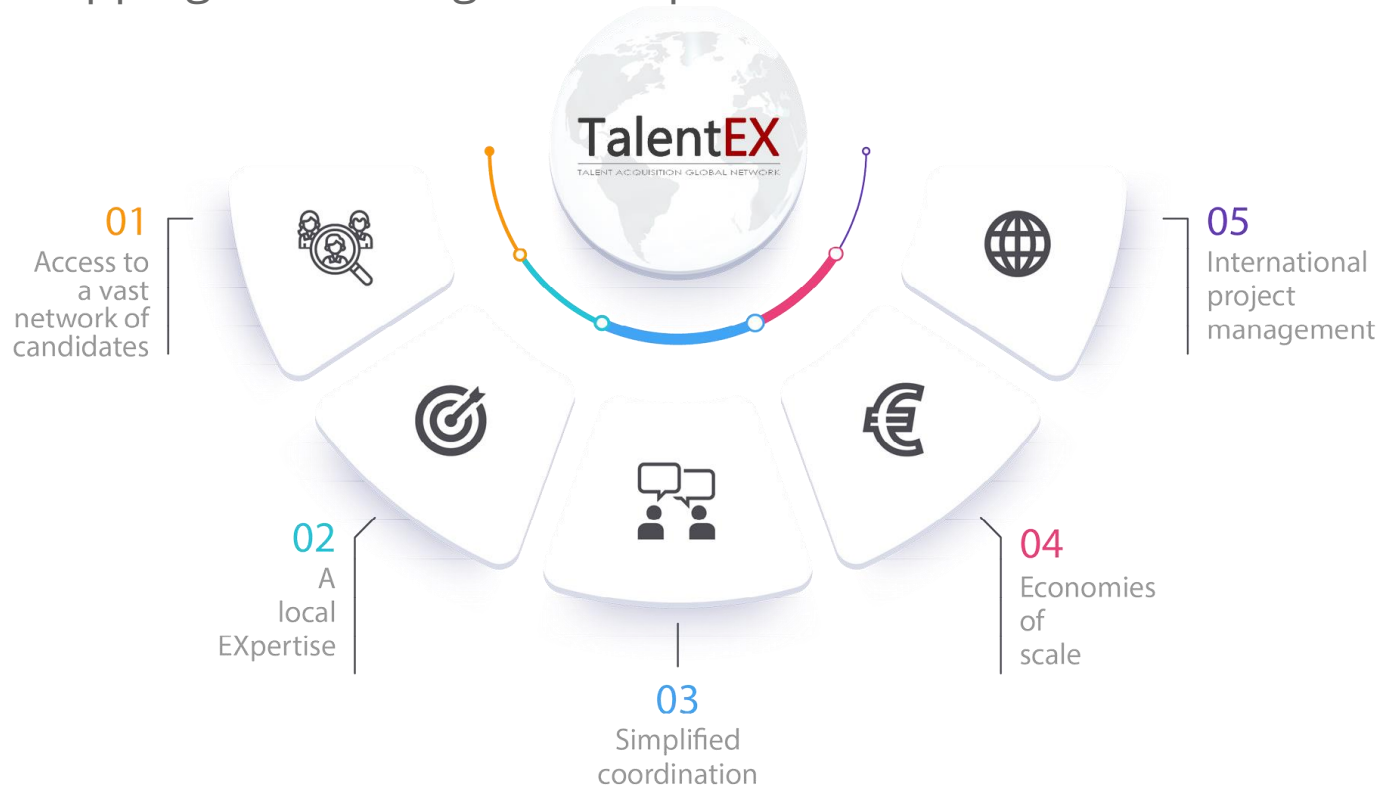 TalentEX
TALENT ACQUISITION GLOBAL NETWORK
01
Access to
a vast
network of
candidates
02
A
local
EXpertise
03
Simplified
coordination
04
Economies
of
scale
05
International
project
management